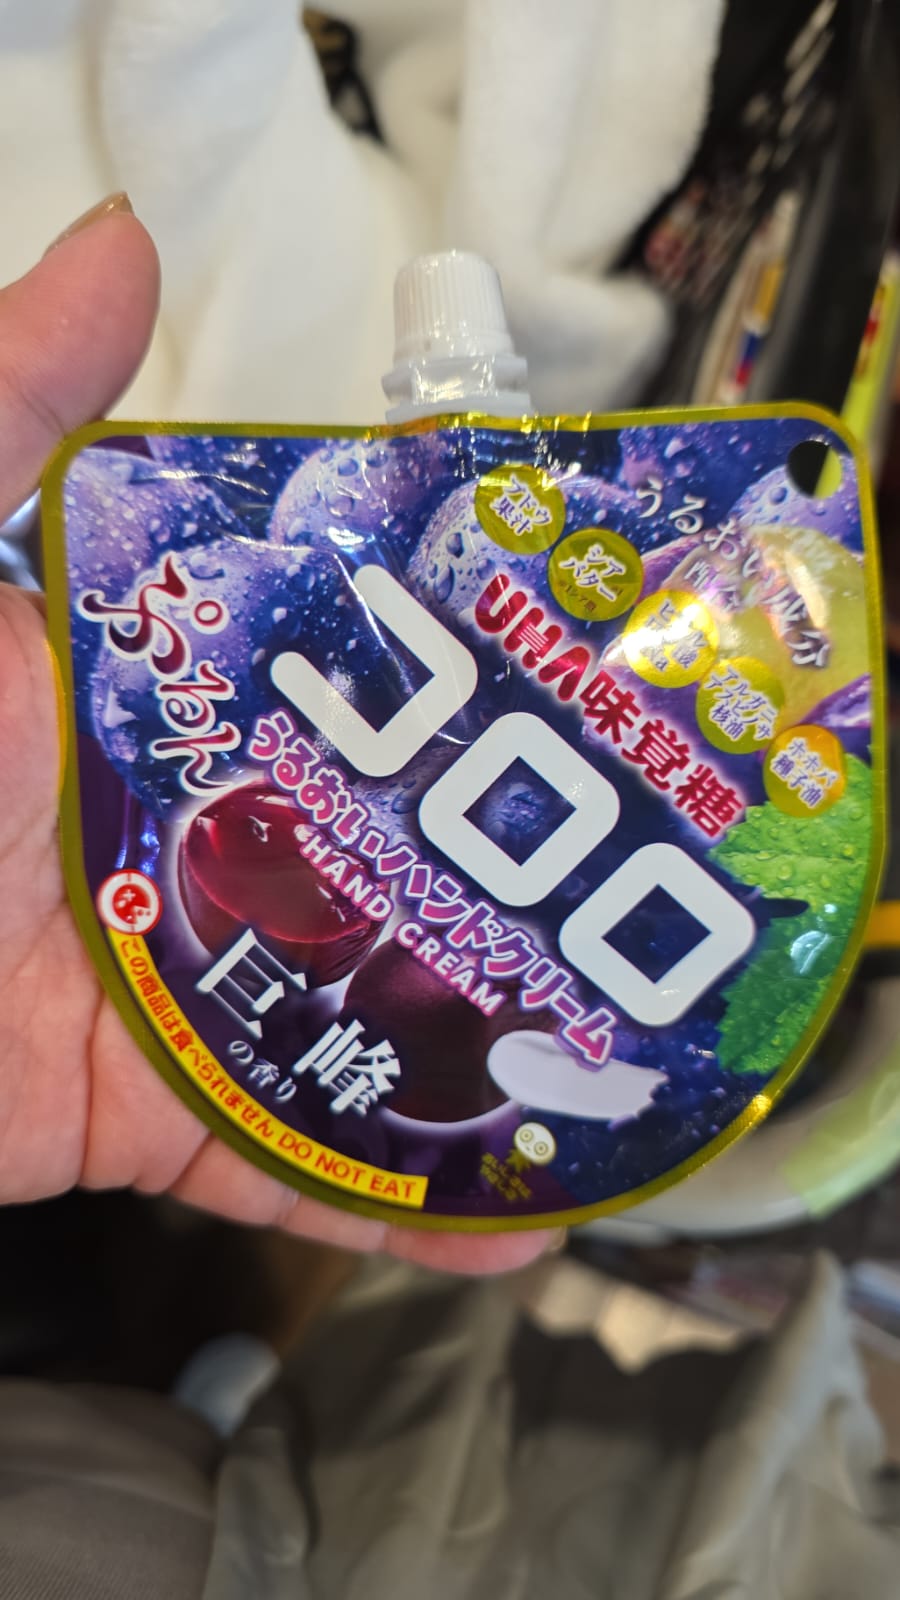 ぷるん
コロロ
UHA味覚糖
うるおいハンドクリーム
HAND CREAM
巨峰
の香り
うるおい成分
配合
ブドウ
果汁
シア
バター
ヒアルロン酸
Na
アルガニ
アスピノサ
核油
ホホバ
種子油
この商品は食べられません DO NOT EAT